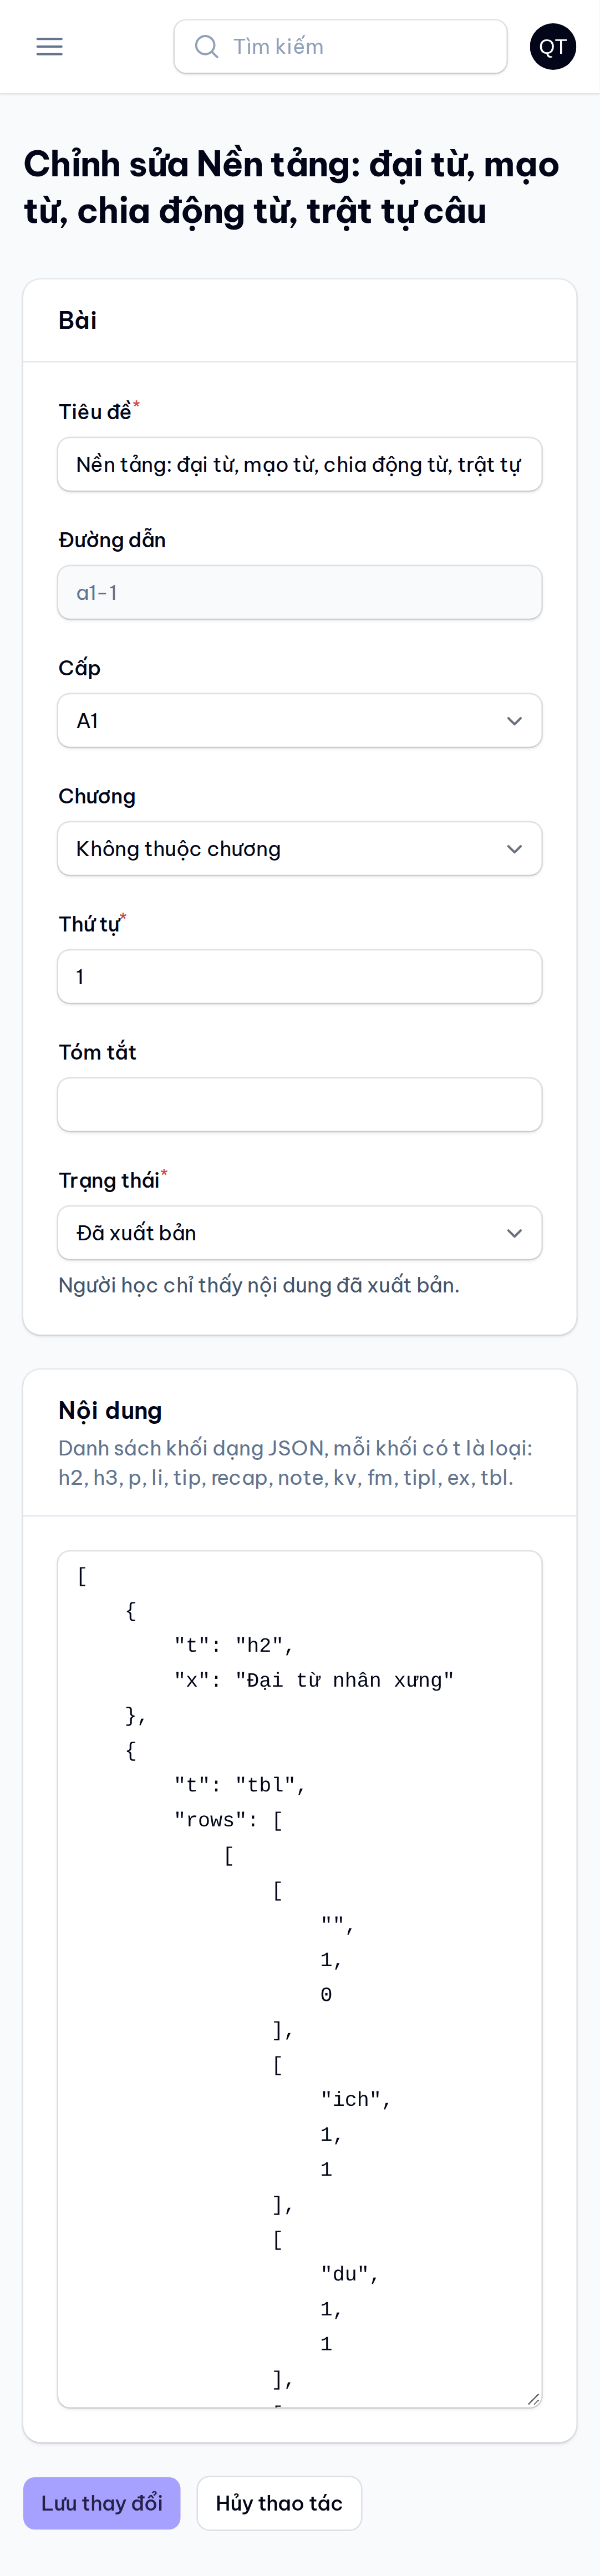 Tìm kiếm
QT
Chỉnh sửa Nền tảng: đại từ, mạo
từ, chia động từ, trật tự câu
Bài
Tiêu đề*
Nền tảng: đại từ, mạo từ, chia động từ, trật tự
Đường dẫn
a1-1
Cấp
A1
Chương
Không thuộc chương
Thứ tự*
1
Tóm tắt
Trạng thái*
Đã xuất bản
Người học chỉ thấy nội dung đã xuất bản.
Nội dung
Danh sách khối dạng JSON, mỗi khối có t là loại:
h2, h3, p, li, tip, recap, note, kv, fm, tipl, ex, tbl.
[
{
"t": "h2",
"x": "Đại từ nhân xưng"
},
{
"t": "tbl",
"rows": [
[
[
"",
1,
0
],
[
"ich",
1,
1
],
[
"du",
1,
1
],
Lưu thay đổi
Hủy thao tác